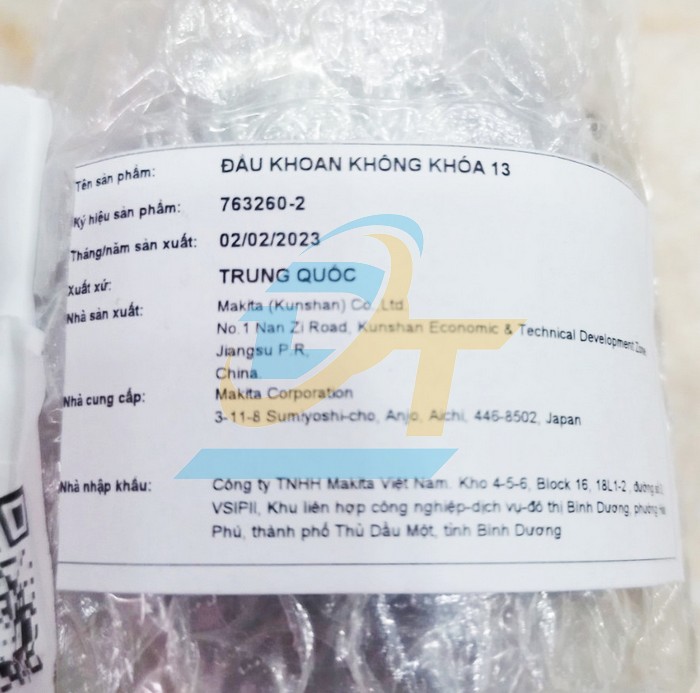 Tên sản phẩm: ĐẦU KHOAN KHÔNG KHÓA 13
Ký hiệu sản phẩm: 763260-2
Tháng/năm sản xuất: 02/02/2023
Xuất xứ: TRUNG QUỐC
Nhà sản xuất: Makita (Kunshan) Co.,Ltd.
No.1 Nan Zi Road, Kunshan Economic & Technical Development Zone
Jiangsu P.R.
China.
Nhà cung cấp: Makita Corporation
3-11-8 Sumiyoshi-cho, Anjo, Aichi, 446-8502, Japan
Nhà nhập khẩu: Công ty TNHH Makita Việt Nam. Kho 4-5-6, Block 16, 18L1-2, đường số
VSIPII, Khu liên hợp công nghiệp-dịch vụ-đô thị Bình Dương, phường
Phú, thành phố Thủ Dầu Một, tỉnh Bình Dương